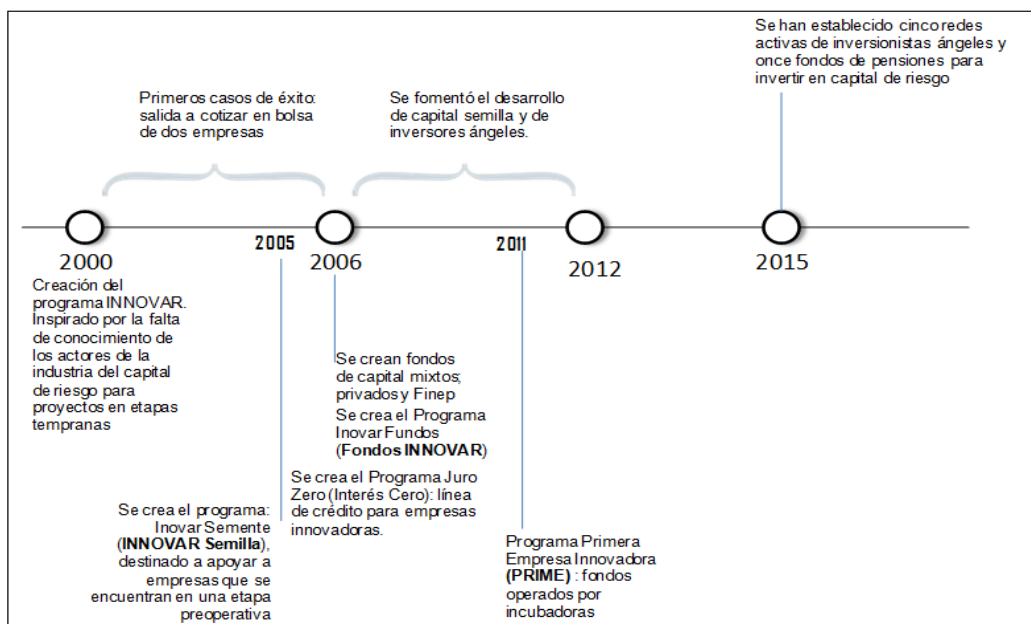 Se han establecido cinco redes
activas de inversionistas ángeles y
once fondos de pensiones para
invertir en capital de riesgo
Primeros casos de éxito:
salida a cotizar en bolsa
de dos empresas
Se fomentó el desarrollo
de capital semilla y de
inversores ángeles.
2000
2005
2006
2011
2012
2015
Creación del
programa INNOVAR.
Inspirado por la falta
de conocimiento de
los actores de la
industria del capital
de riesgo para
proyectos en etapas
tempranas
Se crean fondos
de capital mixtos;
privados y Finep
Se crea el Programa
Inovar Fundos
(Fondos INNOVAR)
Se crea el Programa Juro
Zero (Interés Cero): línea
de crédito para empresas
innovadoras.
Se crea el programa:
Inovar Semente
(INNOVAR Semilla),
destinado a apoyar a
empresas que se
encuentran en una etapa
preoperativa
Programa Primera
Empresa Innovadora
(PRIME) : fondos
operados por
incubadoras